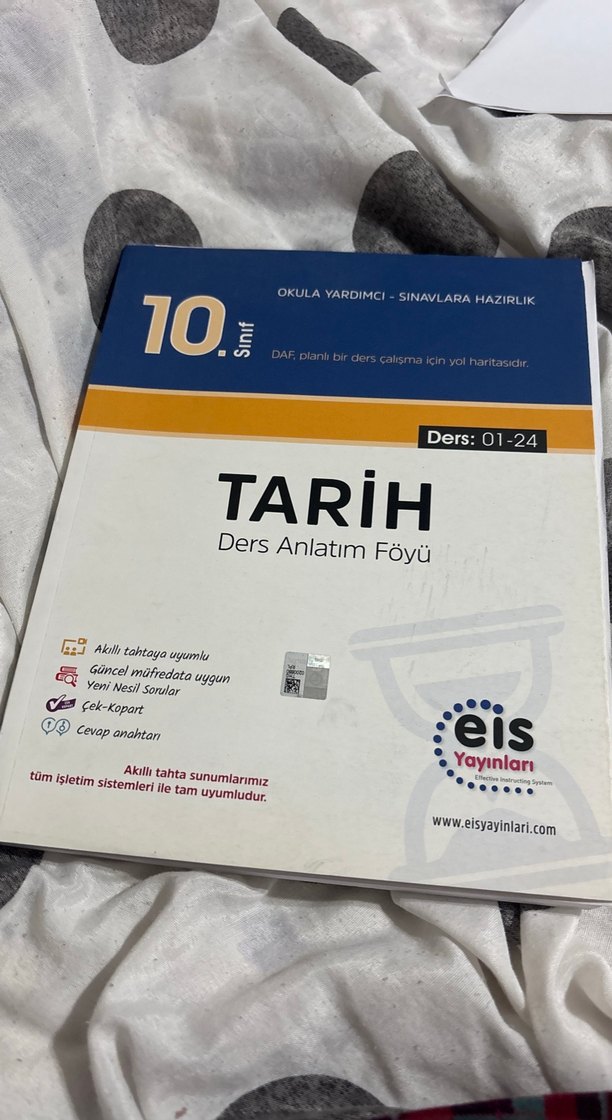 OKULA YARDIMCI - SINAVLARA HAZIRLIK
10. Sınıf
DAF, planlı bir ders çalışma için yol haritasıdır.
Ders: 01-24
TARİH
Ders Anlatım Föyü
Akıllı tahtaya uyumlu
Güncel müfredata uygun
Yeni Nesil Sorular
Çek-Kopart
Cevap anahtarı
Akıllı tahta sunumlarımız
tüm işletim sistemleri ile tam uyumludur.
eis
Yayınları
Effective Instructing System
www.eisyayinlari.com